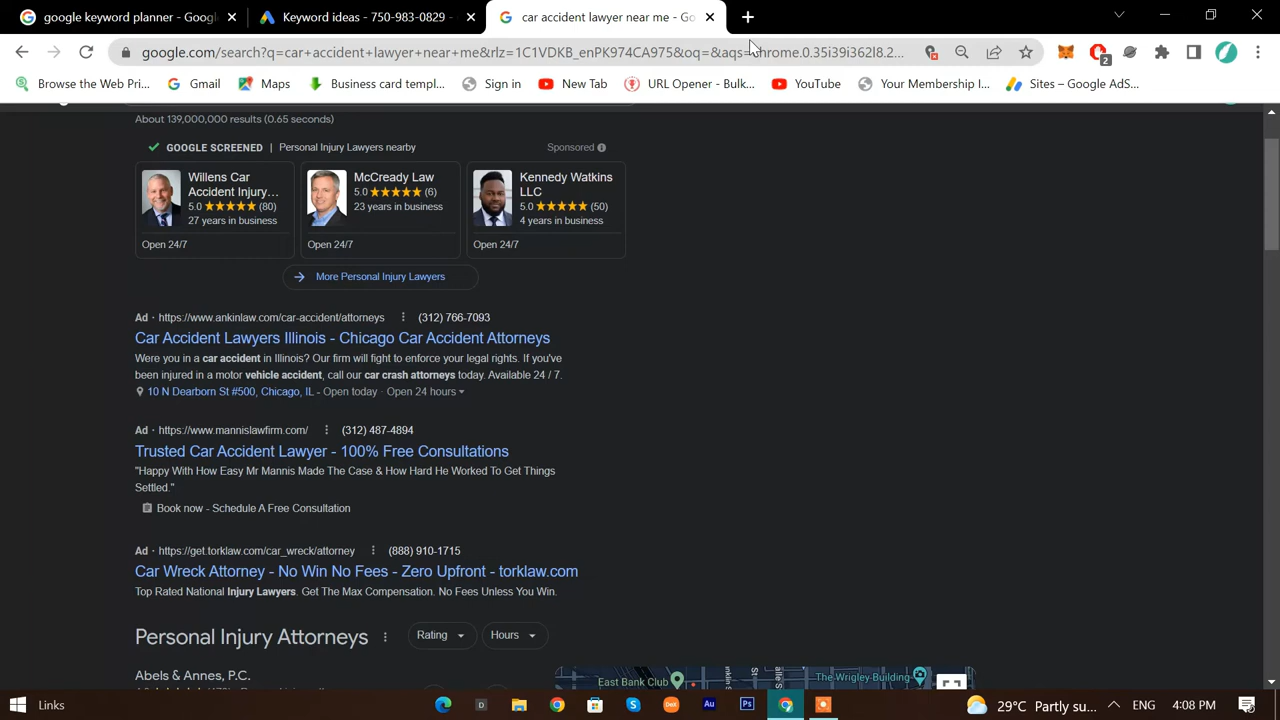 google keyword planner - Googl
Keyword ideas - 750-983-0829 -
car accident lawyer near me - Go
google.com/search?q=car+accident+lawyer+near+me&rlz=1C1VDKB_enPK974CA975&oq=&aqs=chrome.0.35i39i362l8.2...
2
Browse the Web Pri...
Gmail
Maps
Business card templ...
Sign in
New Tab
URL Opener - Bulk...
YouTube
Your Membership I...
Sites – Google AdS...
About 139,000,000 results (0.65 seconds)
GOOGLE SCREENED | Personal Injury Lawyers nearby
Sponsored
Willens Car
Accident Injury...
5.0 (80)
27 years in business
Open 24/7
McCready Law
5.0 (6)
23 years in business
Open 24/7
Kennedy Watkins
LLC
5.0 (50)
4 years in business
Open 24/7
More Personal Injury Lawyers
Ad · https://www.ankinlaw.com/car-accident/attorneys (312) 766-7093
Car Accident Lawyers Illinois - Chicago Car Accident Attorneys
Were you in a car accident in Illinois? Our firm will fight to enforce your legal rights. If you've
been injured in a motor vehicle accident, call our car crash attorneys today. Available 24 / 7.
10 N Dearborn St #500, Chicago, IL - Open today · Open 24 hours
Ad · https://www.mannislawfirm.com/ (312) 487-4894
Trusted Car Accident Lawyer - 100% Free Consultations
"Happy With How Easy Mr Mannis Made The Case & How Hard He Worked To Get Things
Settled."
Book now - Schedule A Free Consultation
Ad · https://get.torklaw.com/car_wreck/attorney (888) 910-1715
Car Wreck Attorney - No Win No Fees - Zero Upfront - torklaw.com
Top Rated National Injury Lawyers. Get The Max Compensation. No Fees Unless You Win.
Personal Injury Attorneys
Rating
Hours
Abels & Annes, P.C.
East Bank Club
The Wrigley Building
Links
D
Dex
Au
Ps
29°C Partly su...
ENG
4:08 PM